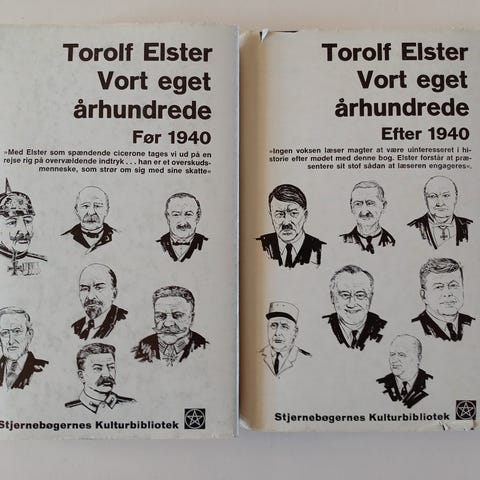 Torolf Elster
Vort eget
århundrede
Før 1940
»Med Elster som spændende cicerone tages vi ud på en
rejse rig på overvældende indtryk . . . han er et overskuds-
menneske, som strør om sig med sine skatte«
Stjernebøgernes Kulturbibliotek
Torolf Elster
Vort eget
århundrede
Efter 1940
»Ingen voksen læser magter at være uinteresseret i hi-
storie efter mødet med denne bog. Elster forstår at præ-
sentere sit stof sådan at læseren engageres«.
Stjernebøgernes Kulturbibliotek